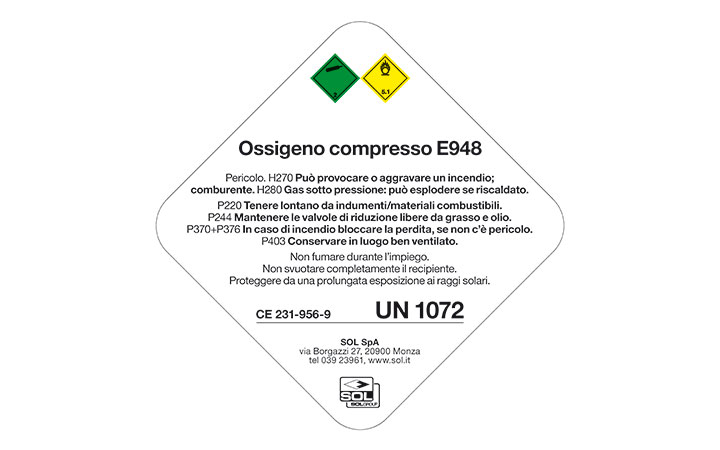 2
5.1
Ossigeno compresso E948
Pericolo. H270 Può provocare o aggravare un incendio;
comburente. H280 Gas sotto pressione: può esplodere se riscaldato.
P220 Tenere lontano da indumenti/materiali combustibili.
P244 Mantenere le valvole di riduzione libere da grasso e olio.
P370+P376 In caso di incendio bloccare la perdita, se non c'è pericolo.
P403 Conservare in luogo ben ventilato.
Non fumare durante l'impiego.
Non svuotare completamente il recipiente.
Proteggere da una prolungata esposizione ai raggi solari.
CE 231-956-9 UN 1072
SOL SpA
via Borgazzi 27, 20900 Monza
tel 039 23961, www.sol.it
SOL
SOLGROUP